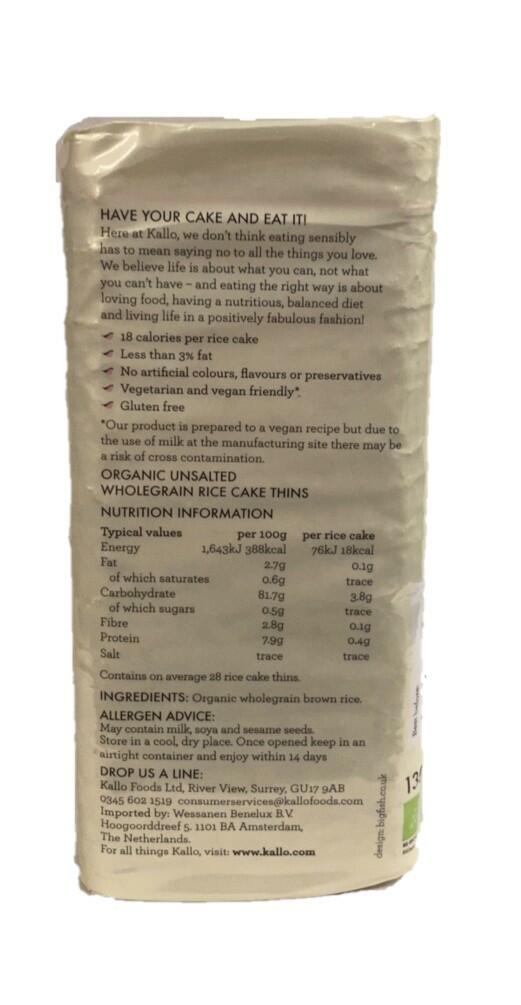 HAVE YOUR CAKE AND EAT IT!
Here at Kallo, we don't think eating sensibly
has to mean saying no to all the things you love.
We believe life is about what you can, not what
you can't have – and eating the right way is about
loving food, having a nutritious, balanced diet
and living life in a positively fabulous fashion!
18 calories per rice cake
Less than 3% fat
No artificial colours, flavours or preservatives
Vegetarian and vegan friendly*.
Gluten free
*Our product is prepared to a vegan recipe but due to
the use of milk at the manufacturing site there may be
a risk of cross contamination.
ORGANIC UNSALTED
WHOLEGRAIN RICE CAKE THINS
NUTRITION INFORMATION
Typical values per 100g per rice cake
Energy 1,643kJ 388kcal 76kJ 18kcal
Fat 2.7g 0.1g
of which saturates 0.6g trace
Carbohydrate 81.7g 3.8g
of which sugars 0.5g trace
Fibre 2.8g 0.1g
Protein 7.9g 0.4g
Salt trace trace
Contains on average 28 rice cake thins.
INGREDIENTS: Organic wholegrain brown rice.
ALLERGEN ADVICE:
May contain milk, soya and sesame seeds.
Store in a cool, dry place. Once opened keep in an
airtight container and enjoy within 14 days
DROP US A LINE:
Kallo Foods Ltd, River View, Surrey, GU17 9AB
0345 602 1519 consumerservices@kallofoods.com
Imported by: Wessanen Benelux B.V.
Hoogoorddreef 5. 1101 BA Amsterdam,
The Netherlands.
For all things Kallo, visit: www.kallo.com
design: bigfish.co.uk
Best before